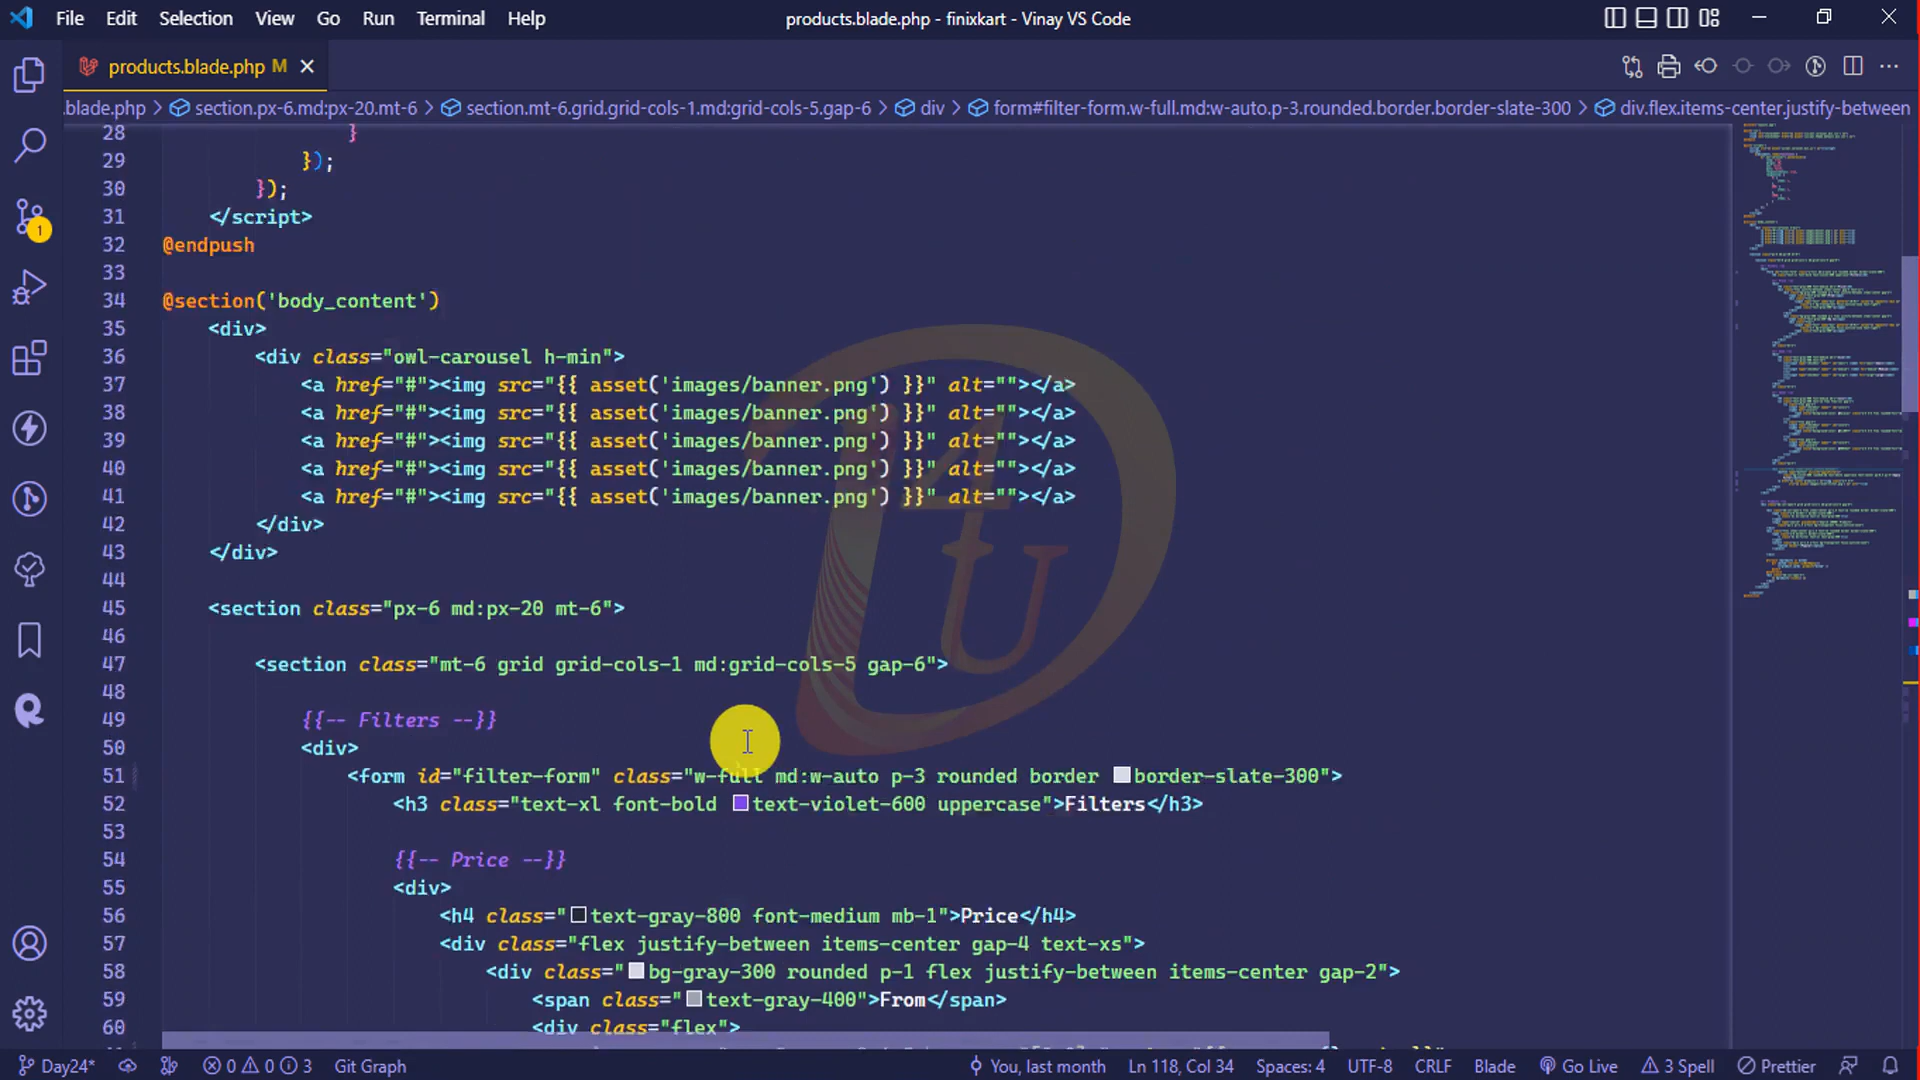 File Edit Selection View Go Run Terminal Help products.blade.php - finixkart - Vinay VS Code
products.blade.php M
.blade.php > section.px-6.md:px-20.mt-6 > section.mt-6.grid.grid-cols-1.md:grid-cols-5.gap-6 > div > form#filter-form.w-full.md:w-auto.p-3.rounded.border.border-slate-300 > div.flex.items-center.justify-between
28 }
29 });
30 });
31 </script>
32 @endpush
33
34 @section('body_content')
35 <div>
36 <div class="owl-carousel h-min">
37 <a href="#"><img src="{{ asset('images/banner.png') }}" alt=""></a>
38 <a href="#"><img src="{{ asset('images/banner.png') }}" alt=""></a>
39 <a href="#"><img src="{{ asset('images/banner.png') }}" alt=""></a>
40 <a href="#"><img src="{{ asset('images/banner.png') }}" alt=""></a>
41 <a href="#"><img src="{{ asset('images/banner.png') }}" alt=""></a>
42 </div>
43 </div>
44
45 <section class="px-6 md:px-20 mt-6">
46
47 <section class="mt-6 grid grid-cols-1 md:grid-cols-5 gap-6">
48
49 {{-- Filters --}}
50 <div>
51 <form id="filter-form" class="w-full md:w-auto p-3 rounded border border-slate-300">
52 <h3 class="text-xl font-bold text-violet-600 uppercase">Filters</h3>
53
54 {{-- Price --}}
55 <div>
56 <h4 class="text-gray-800 font-medium mb-1">Price</h4>
57 <div class="flex justify-between items-center gap-4 text-xs">
58 <div class="bg-gray-300 rounded p-1 flex justify-between items-center gap-2">
59 <span class="text-gray-400">From</span>
60 <div class="flex">
D4U
1
Day24* 0 0 3 Git Graph You, last month Ln 118, Col 34 Spaces: 4 UTF-8 CRLF Blade Go Live 3 Spell Prettier